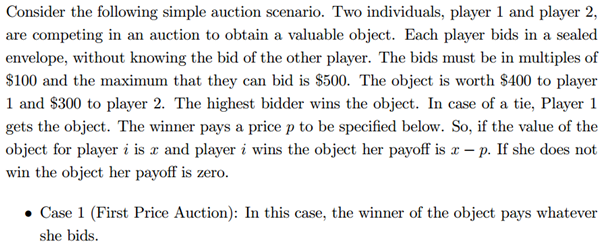 Consider the following simple auction scenario. Two individuals, player 1 and player 2,
are competing in an auction to obtain a valuable object. Each player bids in a sealed
envelope, without knowing the bid of the other player. The bids must be in multiples of
$100 and the maximum that they can bid is $500. The object is worth $400 to player
1 and $300 to player 2. The highest bidder wins the object. In case of a tie, Player 1
gets the object. The winner pays a price p to be specified below. So, if the value of the
object for player i is x and player i wins the object her payoff is x − p. If she does not
win the object her payoff is zero.
• Case 1 (First Price Auction): In this case, the winner of the object pays whatever
she bids.